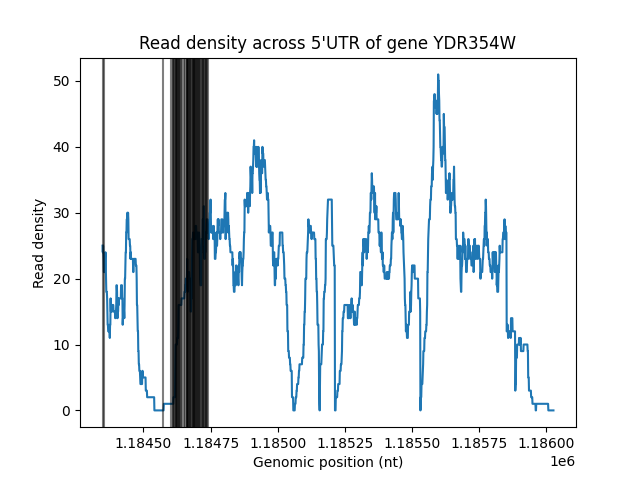 Read density across 5'UTR of gene YDR354W
50
40
30
20
10
0
Read density
1.18450 1.18475 1.18500 1.18525 1.18550 1.18575 1.18600
1e6
Genomic position (nt)